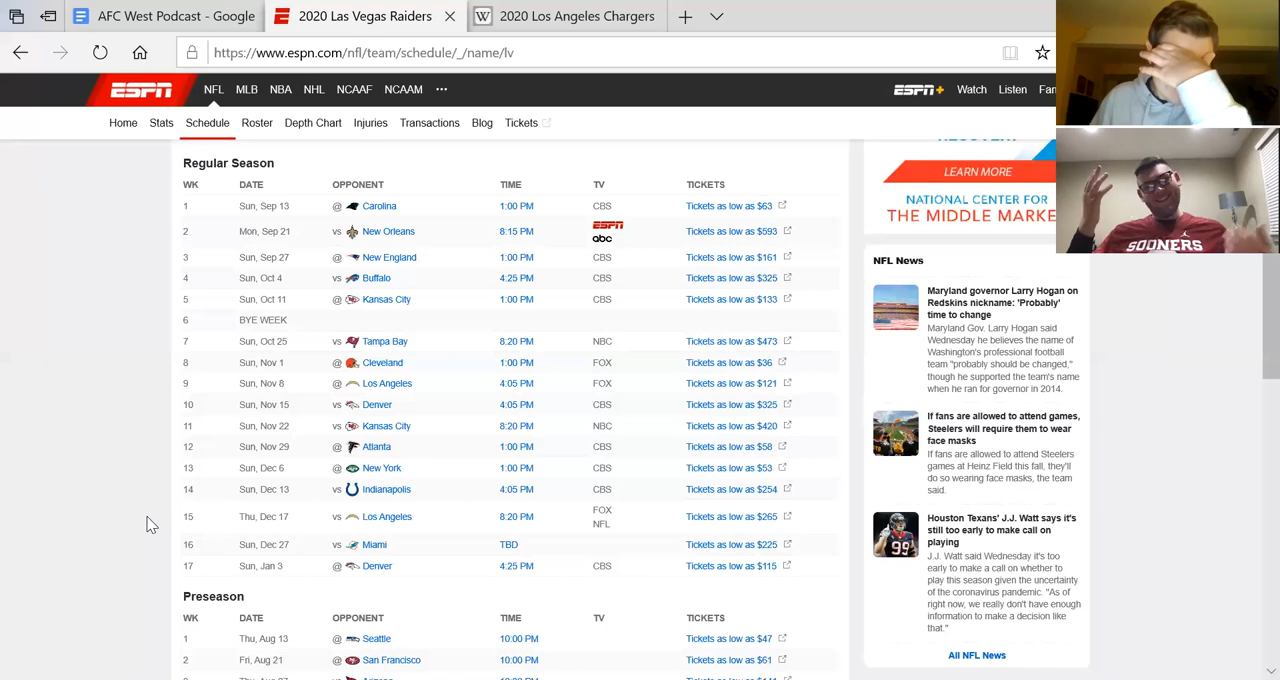 AFC West Podcast - Google
2020 Las Vegas Raiders
2020 Los Angeles Chargers
https://www.espn.com/nfl/team/schedule/_/name/lv
ESPN NFL MLB NBA NHL NCAAF NCAAM ••• ESPN+ Watch Listen
Home Stats Schedule Roster Depth Chart Injuries Transactions Blog Tickets
Regular Season
WK DATE OPPONENT TIME TV TICKETS
1 Sun, Sep 13 @ Carolina 1:00 PM CBS Tickets as low as $63
2 Mon, Sep 21 vs New Orleans 8:15 PM ESPN abc Tickets as low as $593
3 Sun, Sep 27 @ New England 1:00 PM CBS Tickets as low as $161
4 Sun, Oct 4 vs Buffalo 4:25 PM CBS Tickets as low as $325
5 Sun, Oct 11 @ Kansas City 1:00 PM CBS Tickets as low as $133
6 BYE WEEK
7 Sun, Oct 25 vs Tampa Bay 8:20 PM NBC Tickets as low as $473
8 Sun, Nov 1 @ Cleveland 1:00 PM FOX Tickets as low as $36
9 Sun, Nov 8 @ Los Angeles 4:05 PM FOX Tickets as low as $121
10 Sun, Nov 15 vs Denver 4:05 PM CBS Tickets as low as $325
11 Sun, Nov 22 vs Kansas City 8:20 PM NBC Tickets as low as $420
12 Sun, Nov 29 @ Atlanta 1:00 PM CBS Tickets as low as $58
13 Sun, Dec 6 @ New York 1:00 PM CBS Tickets as low as $53
14 Sun, Dec 13 vs Indianapolis 4:05 PM CBS Tickets as low as $254
15 Thu, Dec 17 vs Los Angeles 8:20 PM FOX NFL Tickets as low as $265
16 Sun, Dec 27 vs Miami TBD Tickets as low as $225
17 Sun, Jan 3 @ Denver 4:25 PM CBS Tickets as low as $115
Preseason
WK DATE OPPONENT TIME TV TICKETS
1 Thu, Aug 13 @ Seattle 10:00 PM Tickets as low as $47
2 Fri, Aug 21 @ San Francisco 10:00 PM Tickets as low as $61
LEARN MORE
NATIONAL CENTER FOR
THE MIDDLE MARKE
NFL News
Maryland governor Larry Hogan on
Redskins nickname: 'Probably'
time to change
Maryland Gov. Larry Hogan said
Wednesday he believes the name
of Washington's professional football
team "probably should be changed,"
though he supported the team's name
when he ran for governor in 2014.
If fans are allowed to attend games,
Steelers will require them to wear
face masks
If fans are allowed to attend Steelers
games at Heinz Field this fall, they'll
do so wearing face masks, the team
said.
Houston Texans' J.J. Watt says it's
still too early to make call on
playing
J.J. Watt said Wednesday it's too
early to make a call on whether to
play this season given the uncertainty
of the coronavirus pandemic. "As of
right now, we really don't have enough
information to make a decision like
that."
All NFL News
SOONERS
99